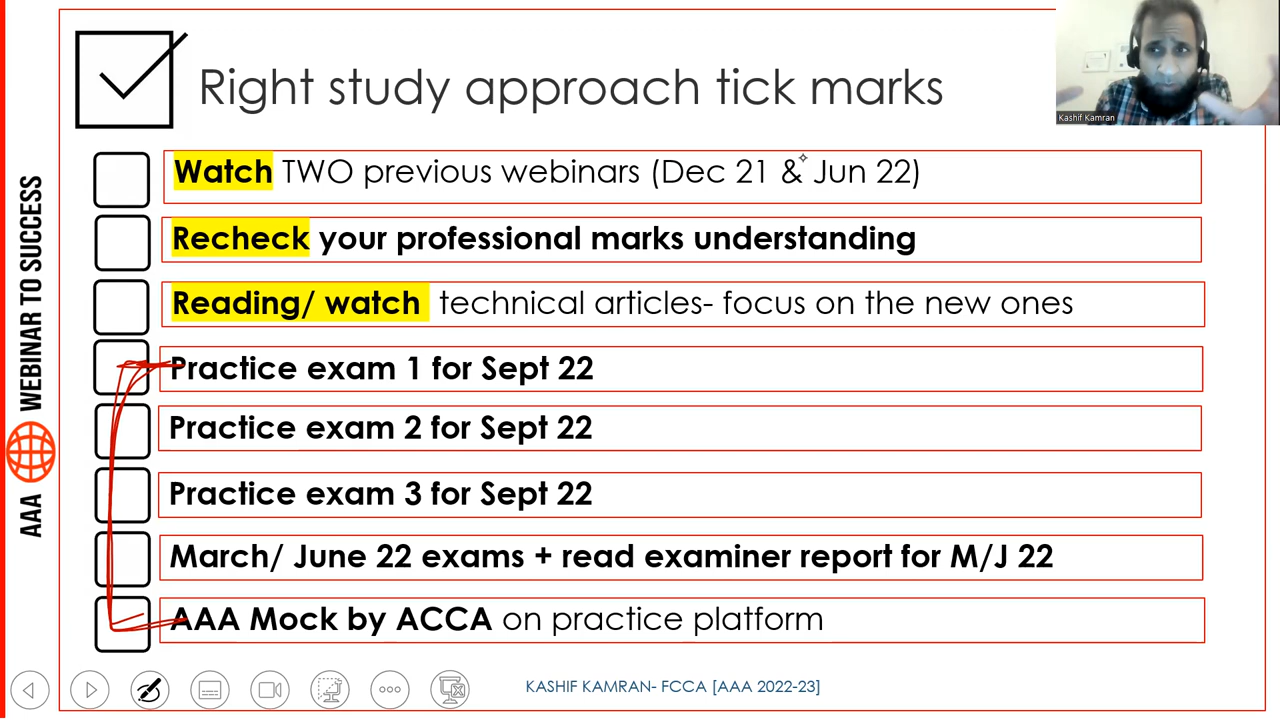 Right study approach tick marks
Kashif Kamran
Watch TWO previous webinars (Dec 21 & Jun 22)
Recheck your professional marks understanding
Reading/ watch technical articles- focus on the new ones
Practice exam 1 for Sept 22
Practice exam 2 for Sept 22
Practice exam 3 for Sept 22
March/ June 22 exams + read examiner report for M/J 22
AAA Mock by ACCA on practice platform
AAA WEBINAR TO SUCCESS
KASHIF KAMRAN- FCCA [AAA 2022-23]